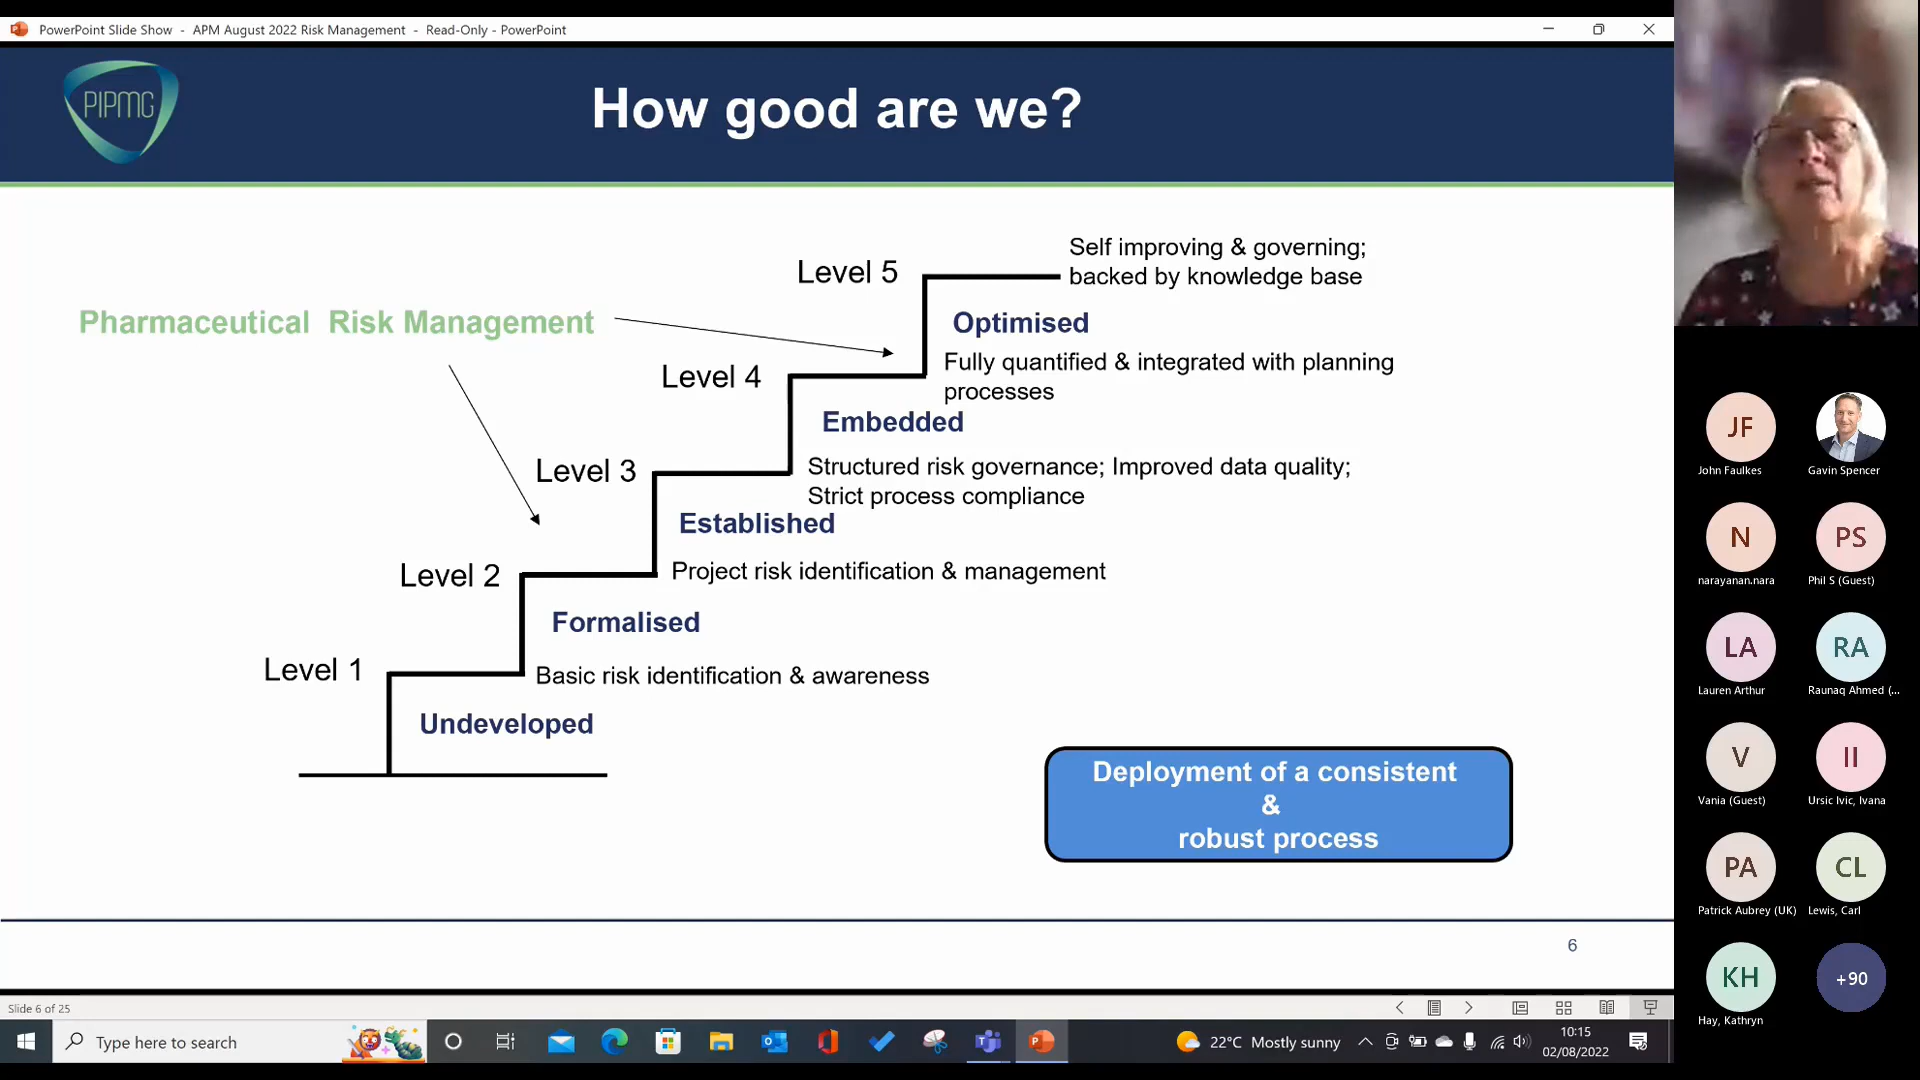 PowerPoint Slide Show - APM August 2022 Risk Management - Read-Only - PowerPoint
PIPMG
How good are we?
Self improving & governing;
backed by knowledge base
Level 5
Optimised
Pharmaceutical Risk Management
Fully quantified & integrated with planning
processes
Level 4
Embedded
Structured risk governance; Improved data quality;
Strict process compliance
Level 3
Established
Project risk identification & management
Level 2
Formalised
Basic risk identification & awareness
Level 1
Undeveloped
Deployment of a consistent
&
robust process
6
Slide 6 of 25
Type here to search
22°C Mostly sunny
10:15
02/08/2022
JF
John Faulkes
Gavin Spencer
N
narayanan.nara
PS
Phil S (Guest)
LA
Lauren Arthur
RA
Raunaq Ahmed (...
V
Vania (Guest)
II
Ursic Ivic, Ivana
PA
Patrick Aubrey (UK)
CL
Lewis, Carl
KH
Hay, Kathryn
+90